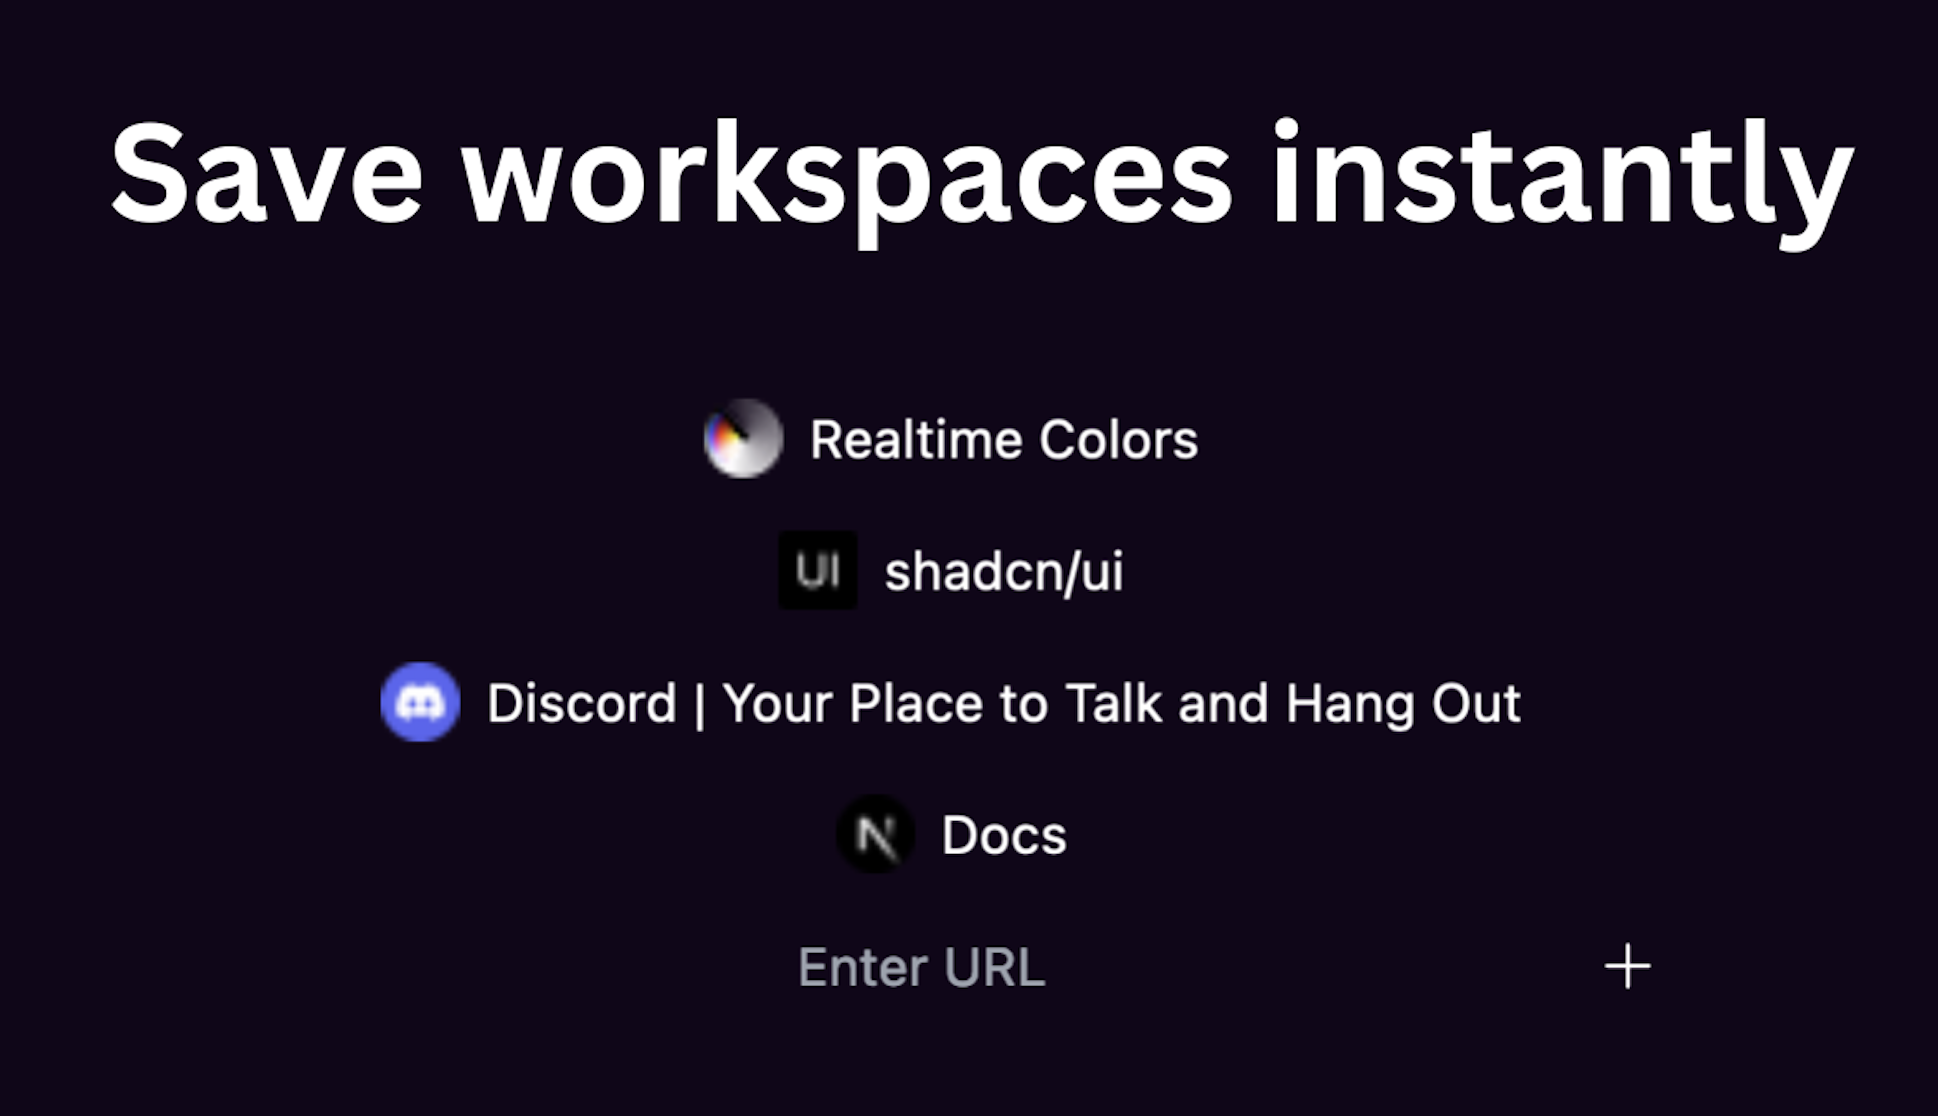 Save workspaces instantly
Realtime Colors
UI shadcn/ui
Discord | Your Place to Talk and Hang Out
N Docs
Enter URL +